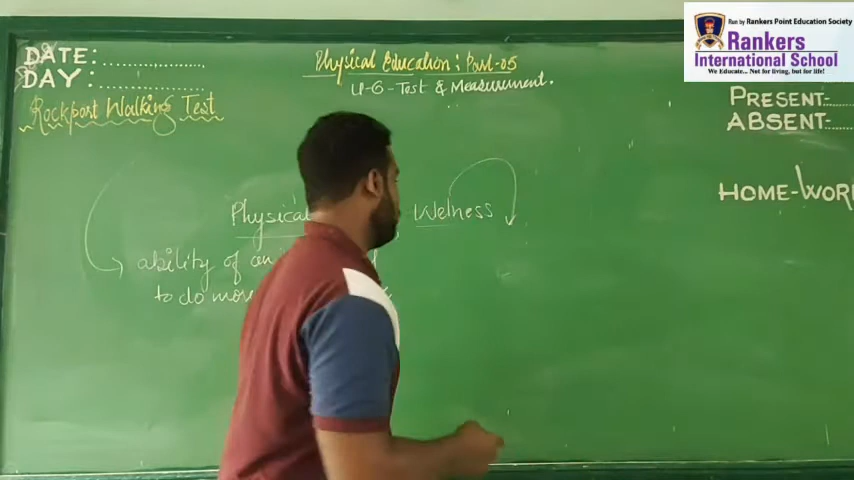 Run by Rankers Point Education Society
Rankers
International School
"We Educate... Not for living, but for life!
DATE:
DAY:
Physical Education : Part-05
U-6-Test & Measurement.
Rockport Walking Test
PRESENT:
ABSENT:
HOME-WOR
Physical
Welness
ability of an
to do more